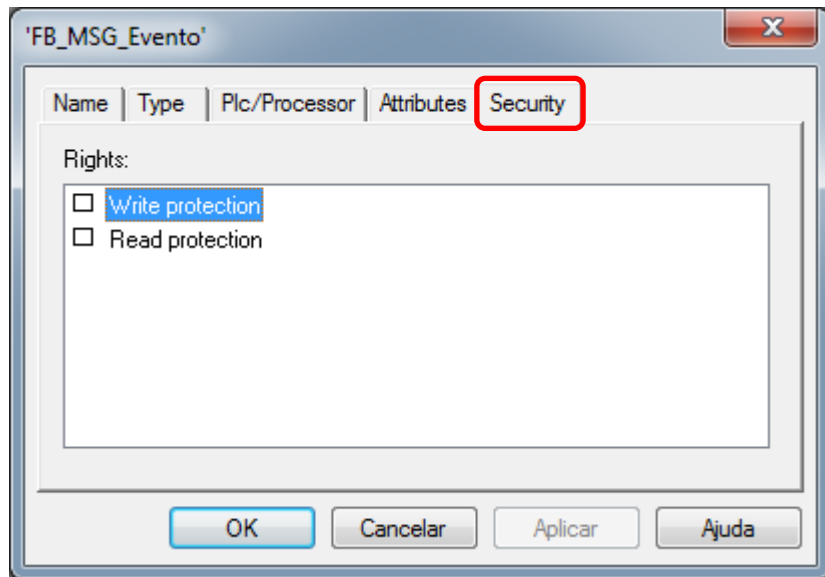 'FB_MSG_Evento'
Name Type Plc/Processor Attributes Security
Rights:
Write protection
Read protection
OK Cancelar Aplicar Ajuda